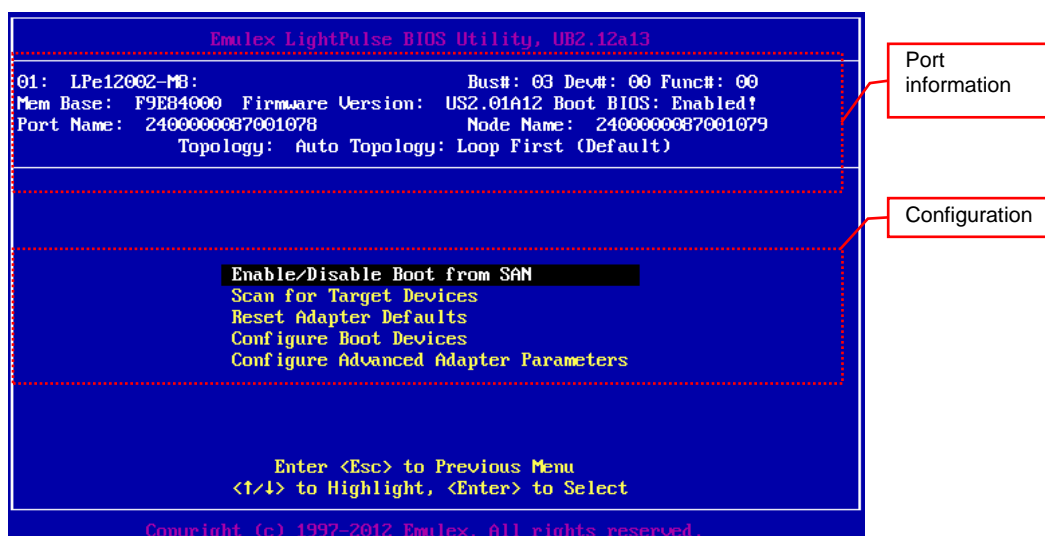 Emulex LightPulse BIOS Utility, UB2.12a13
01: LPe12002-M8: Bus#: 03 Dev#: 00 Func#: 00
Mem Base: F9E84000 Firmware Version: US2.01A12 Boot BIOS: Enabled!
Port Name: 2400000087001078 Node Name: 2400000087001079
Topology: Auto Topology: Loop First (Default)
Port
information
Configuration
Enable/Disable Boot from SAN
Scan for Target Devices
Reset Adapter Defaults
Configure Boot Devices
Configure Advanced Adapter Parameters
Enter <Esc> to Previous Menu
<↑/↓> to Highlight, <Enter> to Select
Copyright (c) 1997-2012 Emulex. All rights reserved.